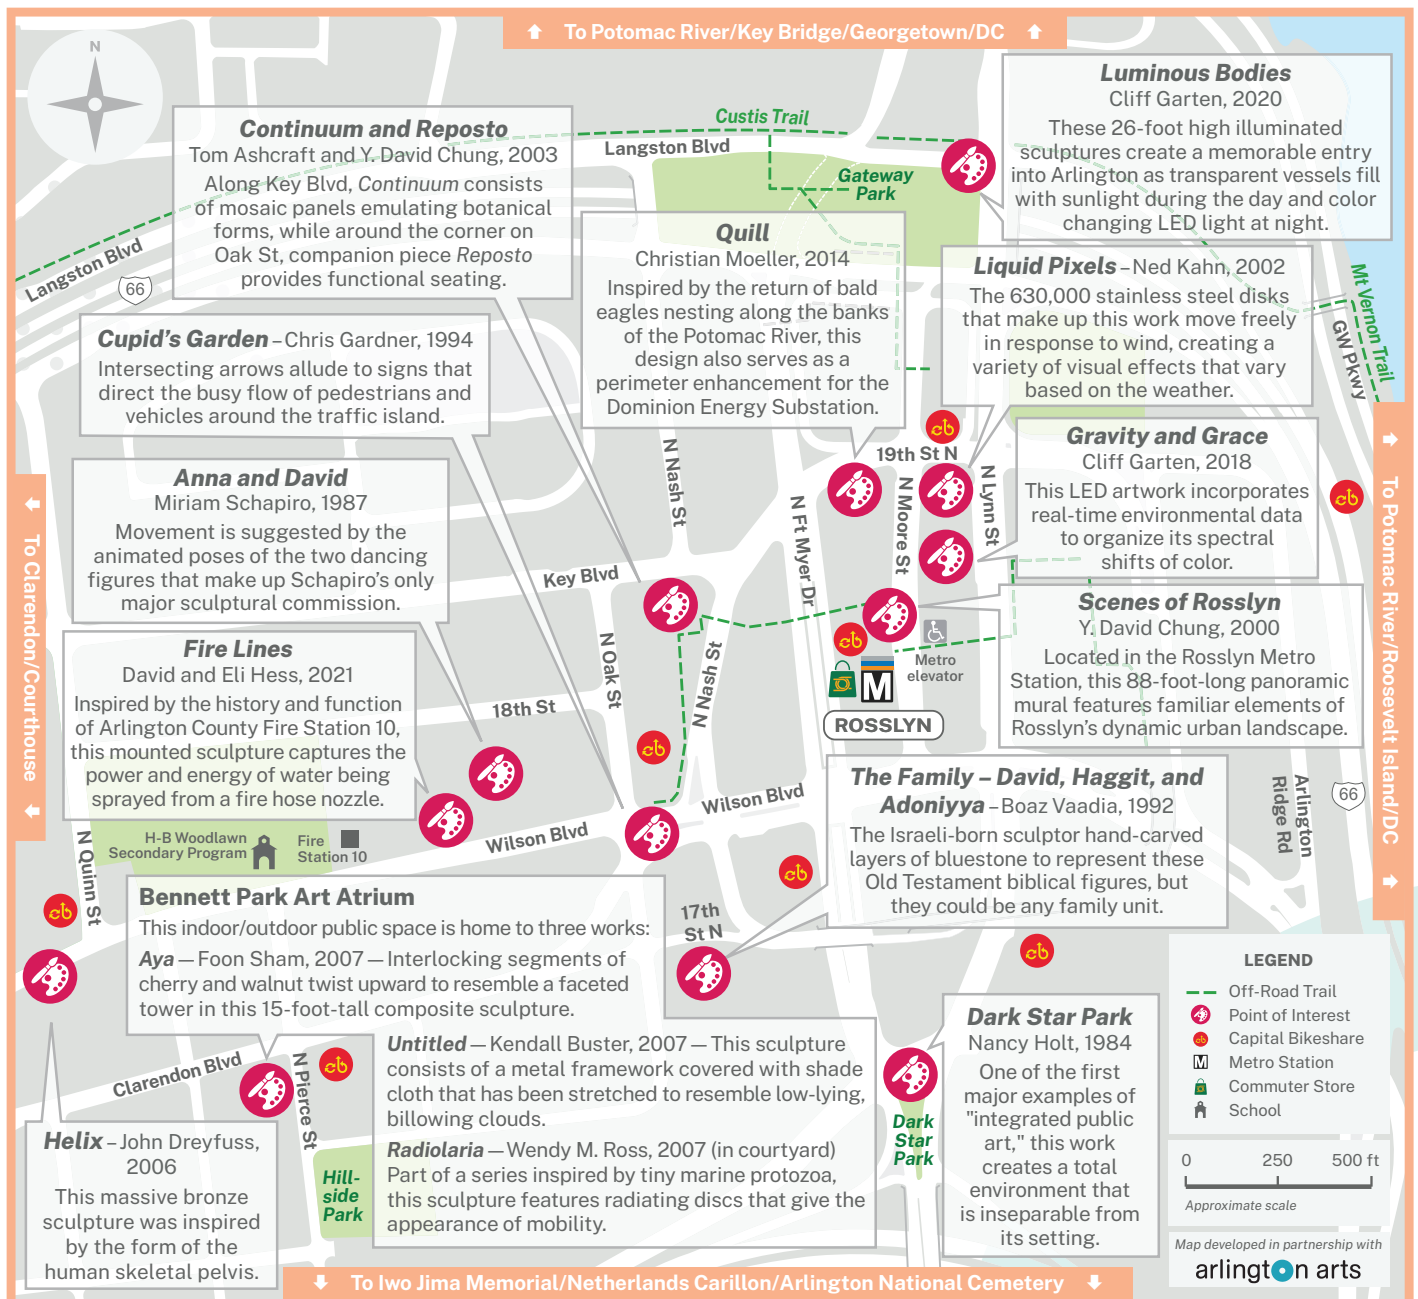 To Potomac River/Key Bridge/Georgetown/DC
N
Luminous Bodies
Cliff Garten, 2020
These 26-foot high illuminated
sculptures create a memorable entry
into Arlington as transparent vessels fill
with sunlight during the day and color
changing LED light at night.
Continuum and Reposto
Tom Ashcraft and Y. David Chung, 2003
Along Key Blvd, Continuum consists
of mosaic panels emulating botanical
forms, while around the corner on
Oak St, companion piece Reposto
provides functional seating.
Custis Trail
Langston Blvd
Gateway
Park
Langston Blvd
66
Quill
Christian Moeller, 2014
Inspired by the return of bald
eagles nesting along the banks
of the Potomac River, this
design also serves as a
perimeter enhancement for the
Dominion Energy Substation.
Liquid Pixels – Ned Kahn, 2002
The 630,000 stainless steel disks
that make up this work move freely
in response to wind, creating a
variety of visual effects that vary
based on the weather.
Mt Vernon Trail
GW Pkwy
Cupid's Garden – Chris Gardner, 1994
Intersecting arrows allude to signs that
direct the busy flow of pedestrians and
vehicles around the traffic island.
Gravity and Grace
Cliff Garten, 2018
This LED artwork incorporates
real-time environmental data
to organize its spectral
shifts of color.
19th St N
N Nash St
N Ft Myer Dr
N Moore St
N Lynn St
Anna and David
Miriam Schapiro, 1987
Movement is suggested by the
animated poses of the two dancing
figures that make up Schapiro's only
major sculptural commission.
To Clarendon/Courthouse
To Potomac River/Roosevelt Island/DC
Key Blvd
N Oak St
N Nash St
Scenes of Rosslyn
Y. David Chung, 2000
Located in the Rosslyn Metro
Station, this 88-foot-long panoramic
mural features familiar elements of
Rosslyn's dynamic urban landscape.
Metro
elevator
M
ROSSLYN
Fire Lines
David and Eli Hess, 2021
Inspired by the history and function
of Arlington County Fire Station 10,
this mounted sculpture captures the
power and energy of water being
sprayed from a fire hose nozzle.
18th St
Wilson Blvd
Wilson Blvd
The Family – David, Haggit, and
Adoniyya – Boaz Vaadia, 1992
The Israeli-born sculptor hand-carved
layers of bluestone to represent these
Old Testament biblical figures, but
they could be any family unit.
Arlington
Ridge Rd
66
H-B Woodlawn
Secondary Program
Fire
Station 10
N Quinn St
17th
St N
Bennett Park Art Atrium
This indoor/outdoor public space is home to three works:
Aya — Foon Sham, 2007 — Interlocking segments of
cherry and walnut twist upward to resemble a faceted
tower in this 15-foot-tall composite sculpture.
Untitled — Kendall Buster, 2007 — This sculpture
consists of a metal framework covered with shade
cloth that has been stretched to resemble low-lying,
billowing clouds.
Radiolaria — Wendy M. Ross, 2007 (in courtyard)
Part of a series inspired by tiny marine protozoa,
this sculpture features radiating discs that give the
appearance of mobility.
Clarendon Blvd
N Pierce St
Hill-
side
Park
Helix – John Dreyfuss,
2006
This massive bronze
sculpture was inspired
by the form of the
human skeletal pelvis.
Dark
Star
Park
Dark Star Park
Nancy Holt, 1984
One of the first
major examples of
"integrated public
art," this work
creates a total
environment that
is inseparable from
its setting.
LEGEND
Off-Road Trail
Point of Interest
Capital Bikeshare
M Metro Station
Commuter Store
School
0 250 500 ft
Approximate scale
Map developed in partnership with
arlington arts
To Iwo Jima Memorial/Netherlands Carillon/Arlington National Cemetery